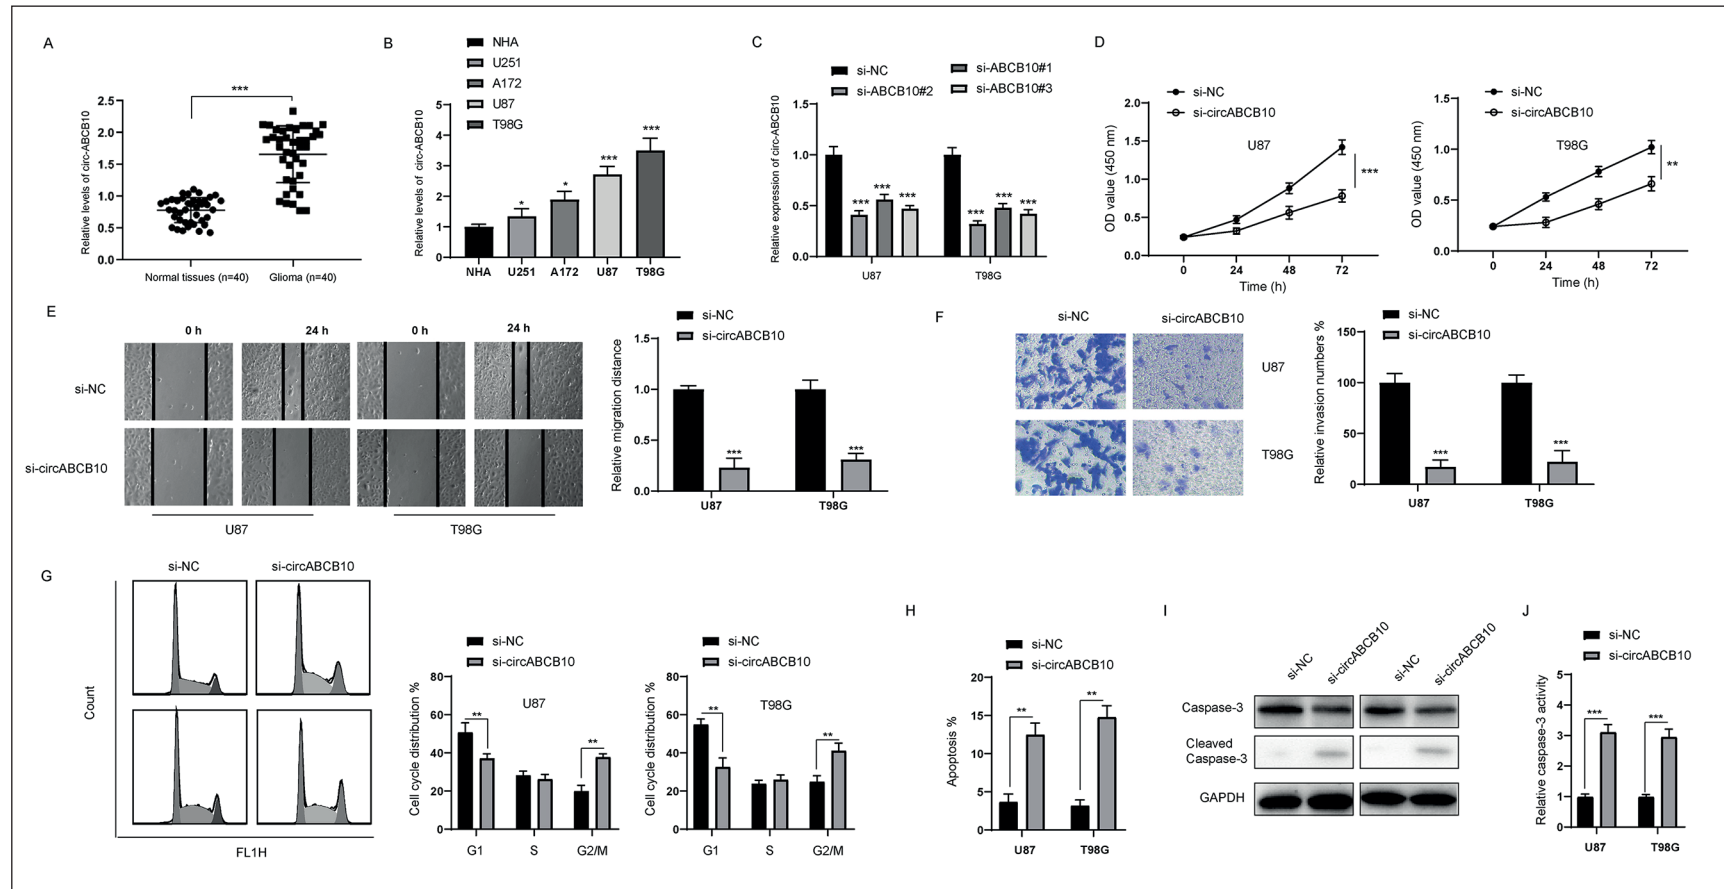 A
Relative levels of circ-ABCB10
2.5
2.0
1.5
1.0
0.5
0.0
***
Normal tissues (n=40)
Glioma (n=40)
B
NHA
U251
A172
U87
T98G
Relative levels of circ-ABCB10
5
4
3
2
1
0
*
*
***
***
NHA
U251
A172
U87
T98G
C
si-NC
si-ABCB10#1
si-ABCB10#2
si-ABCB10#3
Relative expression of circ-ABCB10
1.5
1.0
0.5
0.0
***
***
***
***
***
***
U87
T98G
D
si-NC
si-circABCB10
OD value (450 nm)
2.0
1.5
1.0
0.5
0.0
U87
***
0
24
48
72
Time (h)
si-NC
si-circABCB10
OD value (450 nm)
1.5
1.0
0.5
0.0
T98G
**
0
24
48
72
Time (h)
E
0 h
24 h
0 h
24 h
si-NC
si-circABCB10
U87
T98G
si-NC
si-circABCB10
Relative migration distance
1.5
1.0
0.5
0.0
***
***
U87
T98G
F
si-NC
si-circABCB10
U87
T98G
si-NC
si-circABCB10
Relative invasion numbers %
150
100
50
0
***
***
U87
T98G
G
si-NC
si-circABCB10
Count
FL1H
si-NC
si-circABCB10
Cell cycle distribution %
80
60
40
20
0
U87
**
**
G1
S
G2/M
si-NC
si-circABCB10
Cell cycle distribution %
80
60
40
20
0
T98G
**
**
G1
S
G2/M
H
si-NC
si-circABCB10
Apoptosis %
20
15
10
5
0
**
**
U87
T98G
I
si-NC
si-circABCB10
si-NC
si-circABCB10
Caspase-3
Cleaved
Caspase-3
GAPDH
J
si-NC
si-circABCB10
Relative caspase-3 activity
5
4
3
2
1
0
***
***
U87
T98G